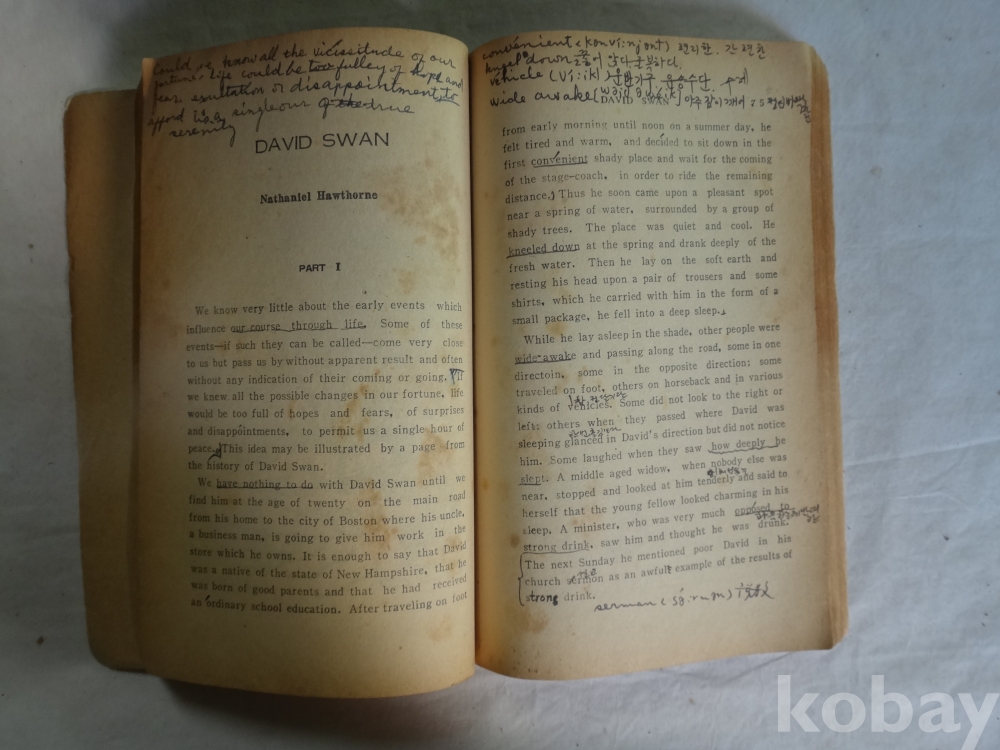 could we know all the vicissitude of our
fortunes life could be too fulley of hope and
fear exultation or disappointment, to
afford us a single our of true
serenity
DAVID SWAN
Nathaniel Hawthorne
PART I
We know very little about the early events which
influence our course through life. Some of these
events—if such they can be called—come very close
to us but pass us by without apparent result and often
without any indication of their coming or going. If
we knew all the possible changes in our fortune, life
would be too full of hopes and fears, of surprises
and disappointments, to permit us a single hour of
peace. This idea may be illustrated by a page from
the history of David Swan.
We have nothing to do with David Swan until we
find him at the age of twenty on the main road
from his home to the city of Boston where his uncle,
a business man, is going to give him work in the
store which he owns. It is enough to say that David
was a native of the state of New Hampshire, that he
was born of good parents and that he had received
an ordinary school education. After traveling on foot
convénient (kənví:njənt) 편리한. 간편한
down 꿇어 앉다
véhicle (ví:ikl) 운반기구
wide awake
DAVID SWAN
from early morning until noon on a summer day, he
felt tired and warm, and decided to sit down in the
first convenient shady place and wait for the coming
of the stage-coach, in order to ride the remaining
distance. Thus he soon came upon a pleasant spot
near a spring of water, surrounded by a group of
shady trees. The place was quiet and cool. He
kneeled down at the spring and drank deeply of the
fresh water. Then he lay on the soft earth and
resting his head upon a pair of trousers and some
shirts, which he carried with him in the form of a
small package, he fell into a deep sleep.
While he lay asleep in the shade, other people were
wide-awake and passing along the road, some in one
directoin, some in the opposite direction; some
traveled on foot, others on horseback and in various
kinds of vehicles. Some did not look to the right or
left; others when they passed where David was
sleeping glanced in David's direction but did not notice
him. Some laughed when they saw how deeply he
slept. A middle aged widow, when nobody else was
near, stopped and looked at him tenderly and said to
herself that the young fellow looked charming in his
sleep. A minister, who was very much opposed to
strong drink, saw him and thought he was drunk.
The next Sunday he mentioned poor David in his
church sermon as an awfull example of the results of
strong drink.
serman (sə́:rmən)
kobay